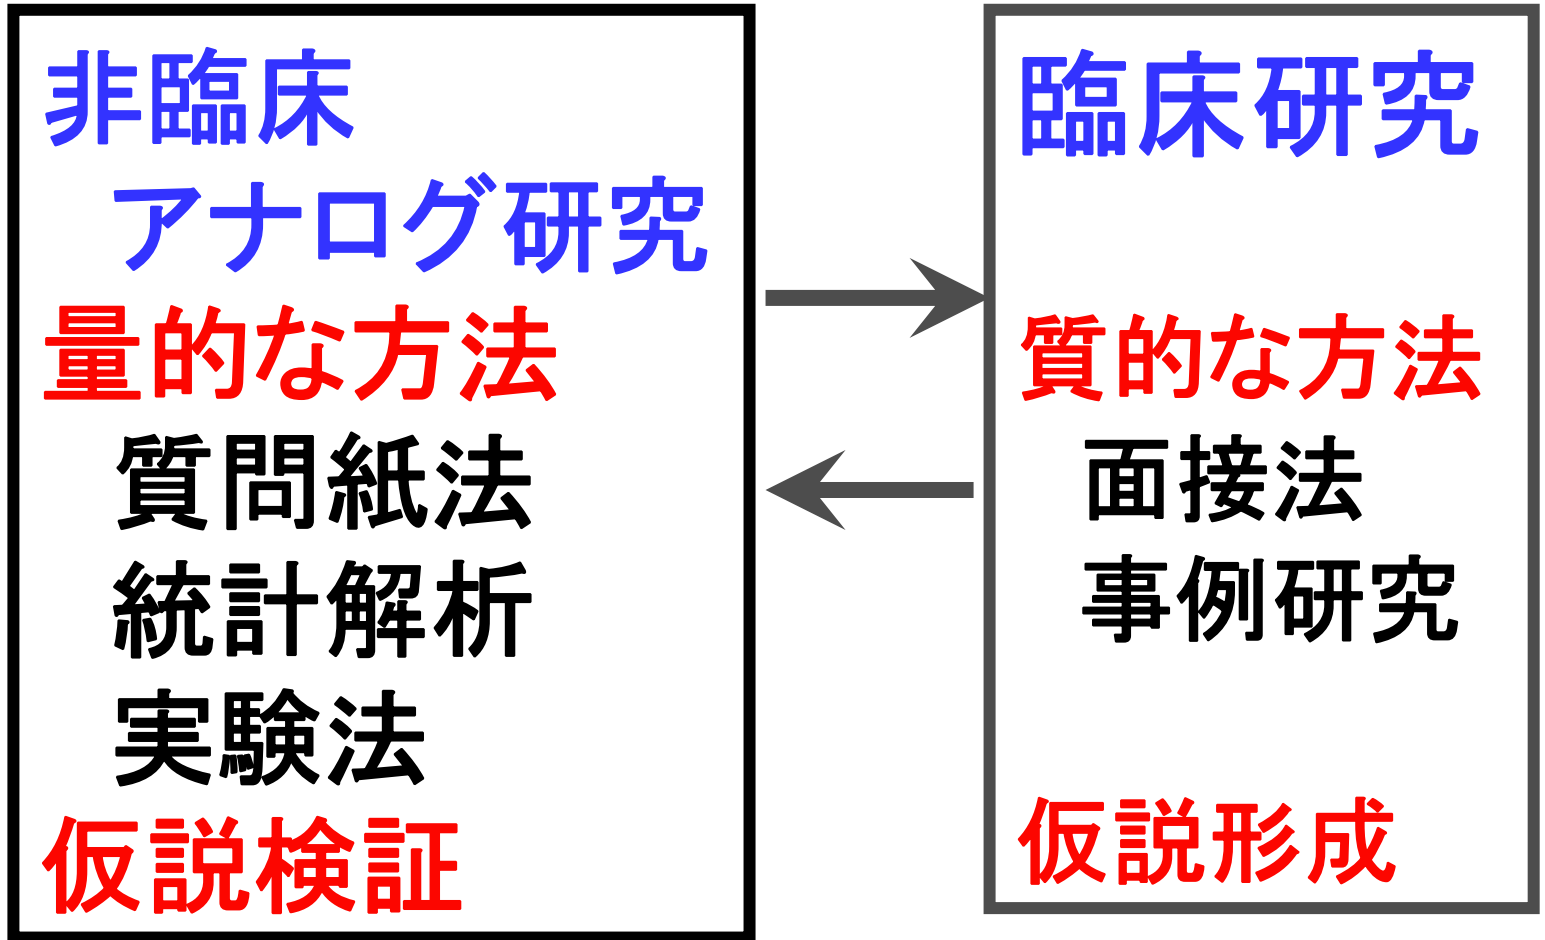 非臨床
アナログ研究
量的な方法
質問紙法
統計解析
実験法
仮説検証
臨床研究
質的な方法
面接法
事例研究
仮説形成